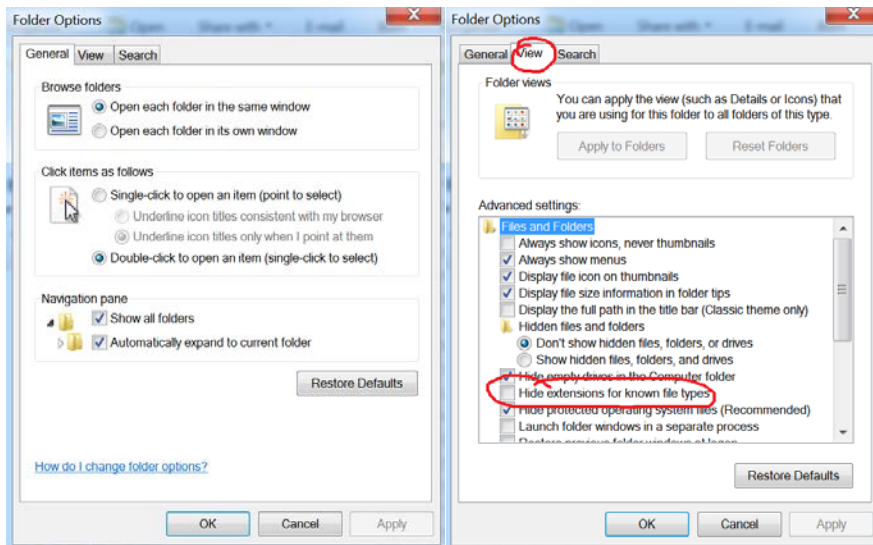 Folder Options
General View Search
Browse folders
Open each folder in the same window
Open each folder in its own window
Click items as follows
Single-click to open an item (point to select)
Underline icon titles consistent with my browser
Underline icon titles only when I point at them
Double-click to open an item (single-click to select)
Navigation pane
Show all folders
Automatically expand to current folder
Restore Defaults
How do I change folder options?
OK Cancel Apply
Folder Options
General View Search
Folder views
You can apply the view (such as Details or Icons) that
you are using for this folder to all folders of this type.
Apply to Folders Reset Folders
Advanced settings:
Files and Folders
Always show icons, never thumbnails
Always show menus
Display file icon on thumbnails
Display file size information in folder tips
Display the full path in the title bar (Classic theme only)
Hidden files and folders
Don't show hidden files, folders, or drives
Show hidden files, folders, and drives
Hide empty drives in the Computer folder
Hide extensions for known file types
Hide protected operating system files (Recommended)
Launch folder windows in a separate process
Restore previous folder windows at logon
Restore Defaults
OK Cancel Apply